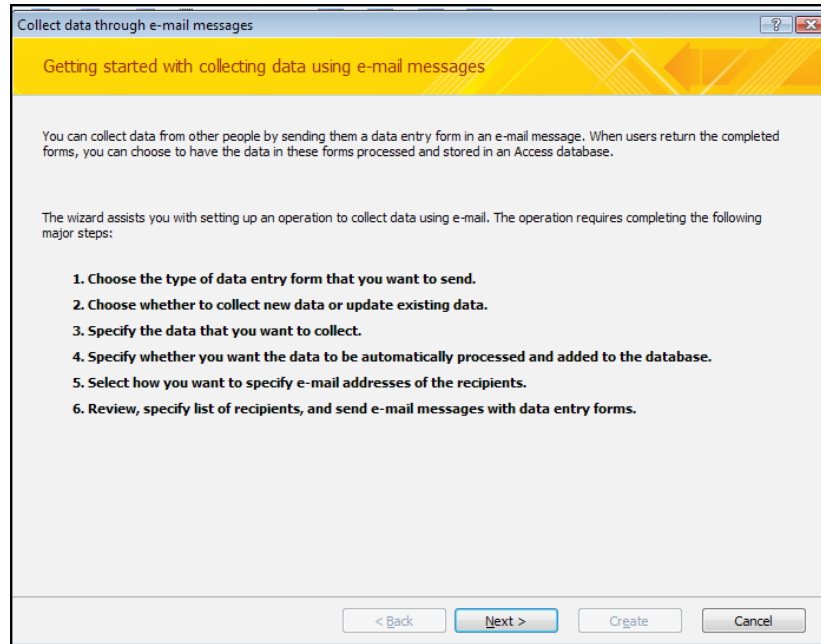 Collect data through e-mail messages
Getting started with collecting data using e-mail messages
You can collect data from other people by sending them a data entry form in an e-mail message. When users return the completed
forms, you can choose to have the data in these forms processed and stored in an Access database.
The wizard assists you with setting up an operation to collect data using e-mail. The operation requires completing the following
major steps:
1. Choose the type of data entry form that you want to send.
2. Choose whether to collect new data or update existing data.
3. Specify the data that you want to collect.
4. Specify whether you want the data to be automatically processed and added to the database.
5. Select how you want to specify e-mail addresses of the recipients.
6. Review, specify list of recipients, and send e-mail messages with data entry forms.
< Back Next > Create Cancel